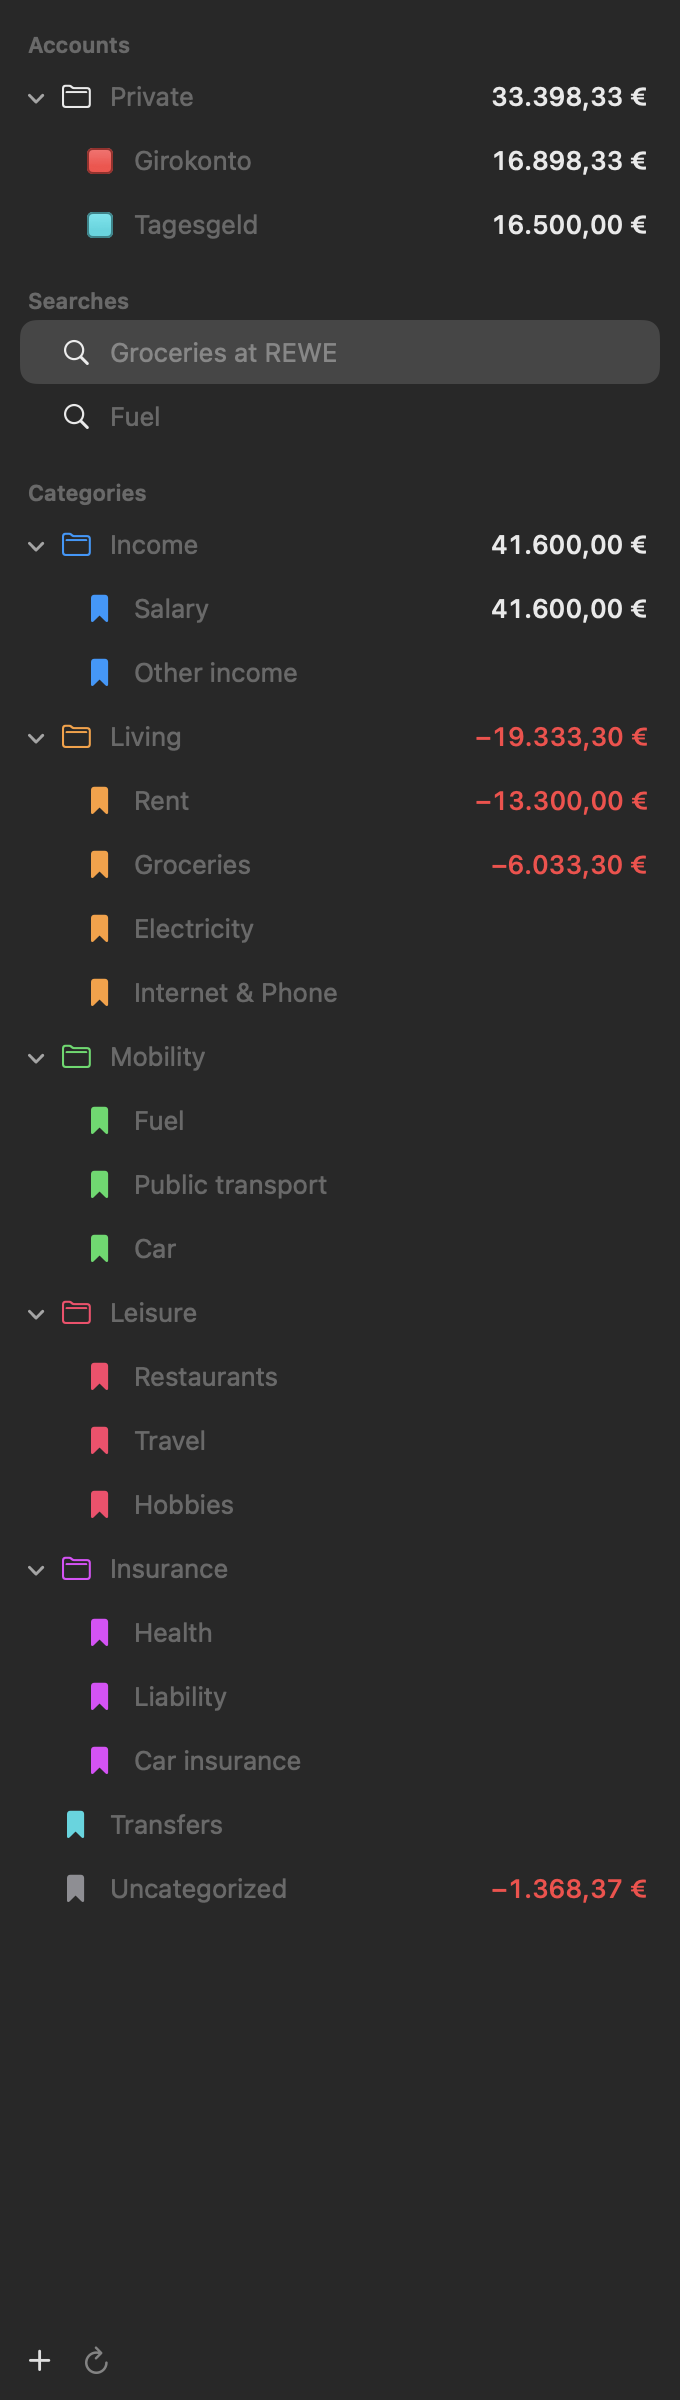 Accounts
Private 33.398,33 €
Girokonto 16.898,33 €
Tagesgeld 16.500,00 €
Searches
Groceries at REWE
Fuel
Categories
Income 41.600,00 €
Salary 41.600,00 €
Other income
Living −19.333,30 €
Rent −13.300,00 €
Groceries −6.033,30 €
Electricity
Internet & Phone
Mobility
Fuel
Public transport
Car
Leisure
Restaurants
Travel
Hobbies
Insurance
Health
Liability
Car insurance
Transfers
Uncategorized −1.368,37 €